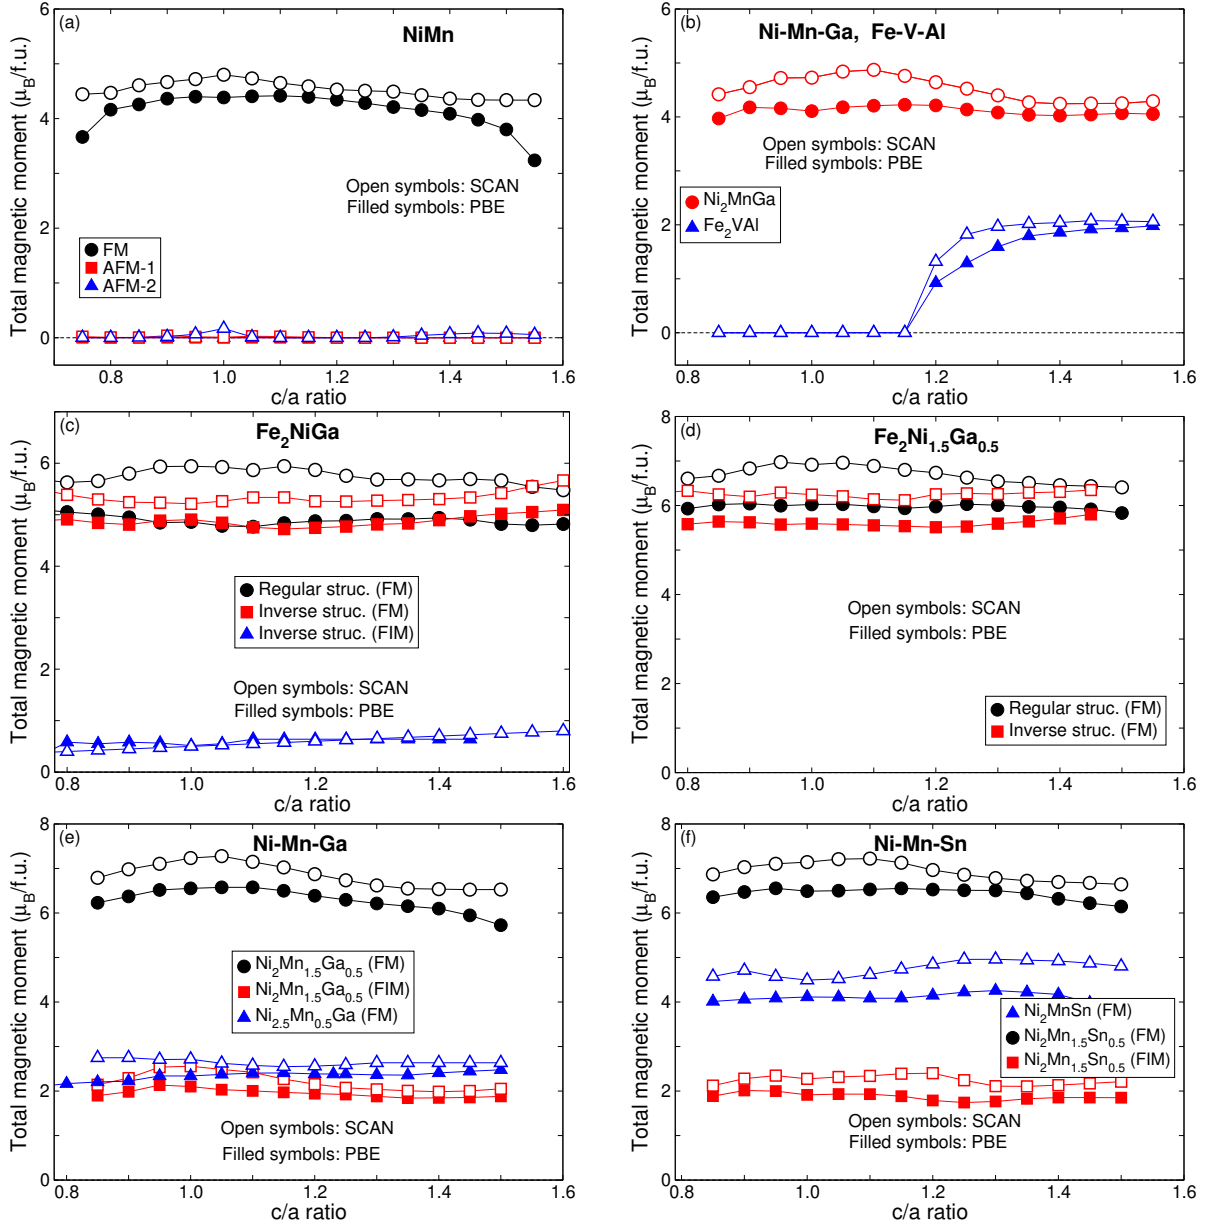 (a)
NiMn
Total magnetic moment (μB/f.u.)
6
4
2
0
Open symbols: SCAN
Filled symbols: PBE
FM
AFM-1
AFM-2
0.8 1.0 1.2 1.4 1.6
c/a ratio
(b)
Ni-Mn-Ga, Fe-V-Al
Total magnetic moment (μB/f.u.)
6
4
2
0
Open symbols: SCAN
Filled symbols: PBE
Ni2MnGa
Fe2VAl
0.8 1.0 1.2 1.4 1.6
c/a ratio
(c)
Fe2NiGa
Total magnetic moment (μB/f.u.)
6
4
2
0
Regular struc. (FM)
Inverse struc. (FM)
Inverse struc. (FIM)
Open symbols: SCAN
Filled symbols: PBE
0.8 1.0 1.2 1.4 1.6
c/a ratio
(d)
Fe2Ni1.5Ga0.5
Total magnetic moment (μB/f.u.)
8
6
4
2
0
Open symbols: SCAN
Filled symbols: PBE
Regular struc. (FM)
Inverse struc. (FM)
0.8 1.0 1.2 1.4 1.6
c/a ratio
(e)
Ni-Mn-Ga
Total magnetic moment (μB/f.u.)
8
6
4
2
0
Ni2Mn1.5Ga0.5 (FM)
Ni2Mn1.5Ga0.5 (FIM)
Ni2.5Mn0.5Ga (FM)
Open symbols: SCAN
Filled symbols: PBE
0.8 1.0 1.2 1.4 1.6
c/a ratio
(f)
Ni-Mn-Sn
Total magnetic moment (μB/f.u.)
8
6
4
2
0
Ni2MnSn (FM)
Ni2Mn1.5Sn0.5 (FM)
Ni2Mn1.5Sn0.5 (FIM)
Open symbols: SCAN
Filled symbols: PBE
0.8 1.0 1.2 1.4 1.6
c/a ratio